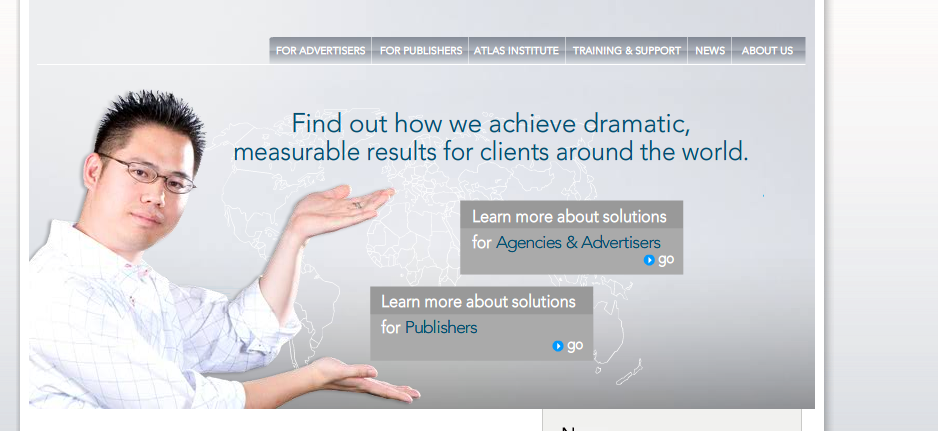 FOR ADVERTISERS FOR PUBLISHERS ATLAS INSTITUTE TRAINING & SUPPORT NEWS ABOUT US
Find out how we achieve dramatic,
measurable results for clients around the world.
Learn more about solutions
for Agencies & Advertisers
go
Learn more about solutions
for Publishers
go